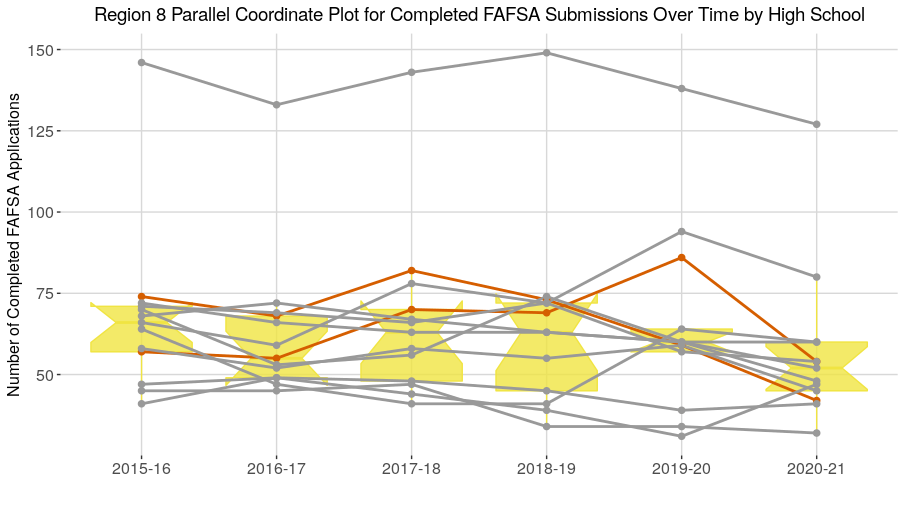 Region 8 Parallel Coordinate Plot for Completed FAFSA Submissions Over Time by High School
Number of Completed FAFSA Applications
150
125
100
75
50
2015-16 2016-17 2017-18 2018-19 2019-20 2020-21